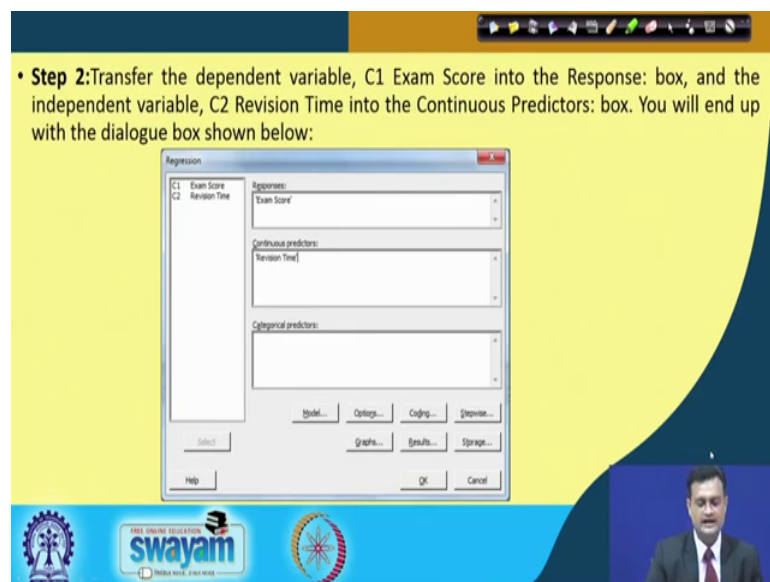 • Step 2:Transfer the dependent variable, C1 Exam Score into the Response: box, and the
independent variable, C2 Revision Time into the Continuous Predictors: box. You will end up
with the dialogue box shown below:
Regression
C1 Exam Score
C2 Revision Time
Responses:
'Exam Score'
Continuous predictors:
'Revision Time'
Categorical predictors:
Model... Options... Coding... Stepwise...
Select Graphs... Results... Storage...
Help OK Cancel
FREE ONLINE EDUCATION
swayam